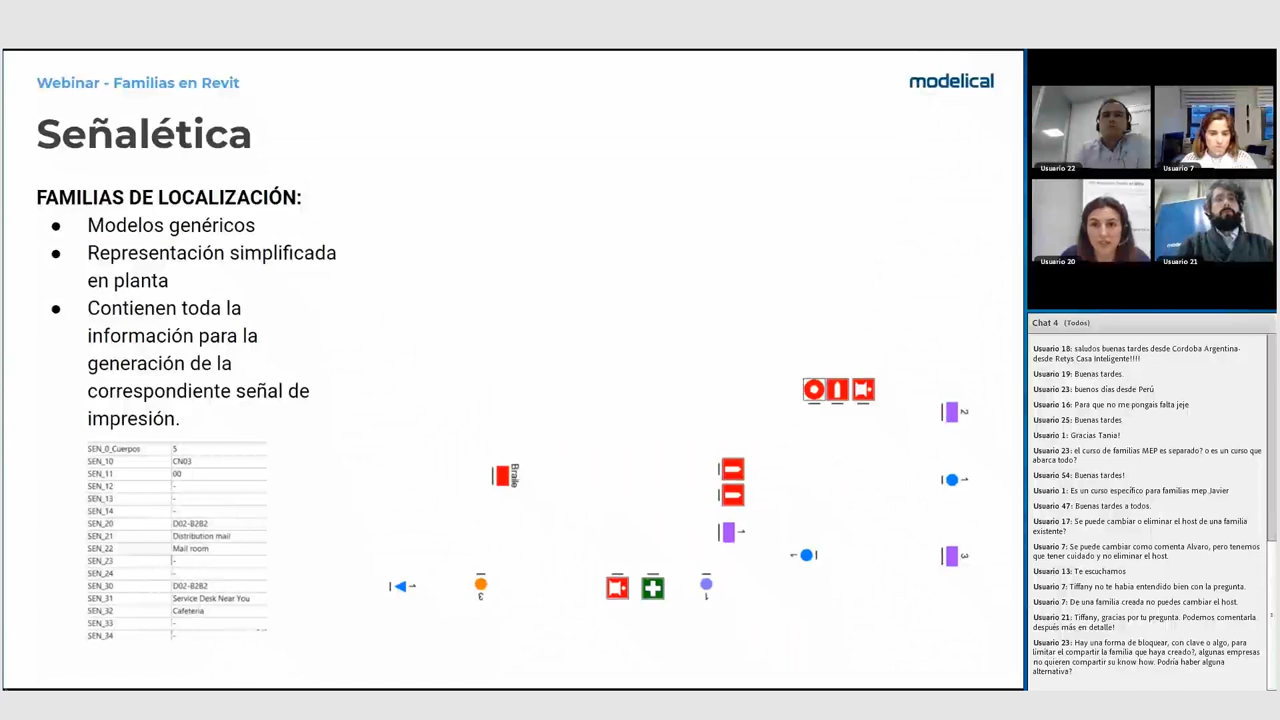 Webinar - Familias en Revit
modelical
Señalética
FAMILIAS DE LOCALIZACIÓN:
● Modelos genéricos
● Representación simplificada
en planta
● Contienen toda la
información para la
generación de la
correspondiente señal de
impresión.
SEN_0_Cuerpos 5
SEN_10 CN03
SEN_11 00
SEN_12 -
SEN_13 -
SEN_14 -
SEN_20 D02-B2B2
SEN_21 Distribution mail
SEN_22 Mail room
SEN_23 -
SEN_24 -
SEN_30 D02-B2B2
SEN_31 Service Desk Near You
SEN_32 Cafeteria
SEN_33 -
SEN_34 -
Braile
2
1
1
1
3
1
3
1
Usuario 22
Usuario 7
Usuario 20
Usuario 21
Chat 4 (Todos)
Usuario 18: saludos buenas tardes desde Cordoba Argentina-
desde Retys Casa Inteligente!!!!
Usuario 19: Buenas tardes.
Usuario 23: buenos días desde Perú
Usuario 16: Para que no me pongais falta jeje
Usuario 25: Buenas tardes
Usuario 1: Gracias Tania!
Usuario 23: el curso de familias MEP es separado? o es un curso que
abarca todo?
Usuario 54: Buenas tardes!
Usuario 1: Es un curso específico para familias mep Javier
Usuario 47: Buenas tardes a todos.
Usuario 17: Se puede cambiar o eliminar el host de una familia
existente?
Usuario 7: Se puede cambiar como comenta Alvaro, pero tenemos
que tener cuidado y no eliminar el host.
Usuario 13: Te escuchamos
Usuario 7: Tiffany no te habia entendido bien con la pregunta.
Usuario 7: De una familia creada no puedes cambiar el host.
Usuario 21: Tiffany, gracias por tu pregunta. Podemos comentarla
después más en detalle!
Usuario 23: Hay una forma de bloquear, con clave o algo, para
limitar el compartir la familia que haya creado?, algunas empresas
no quieren compartir su know how. Podría haber alguna
alternativa?